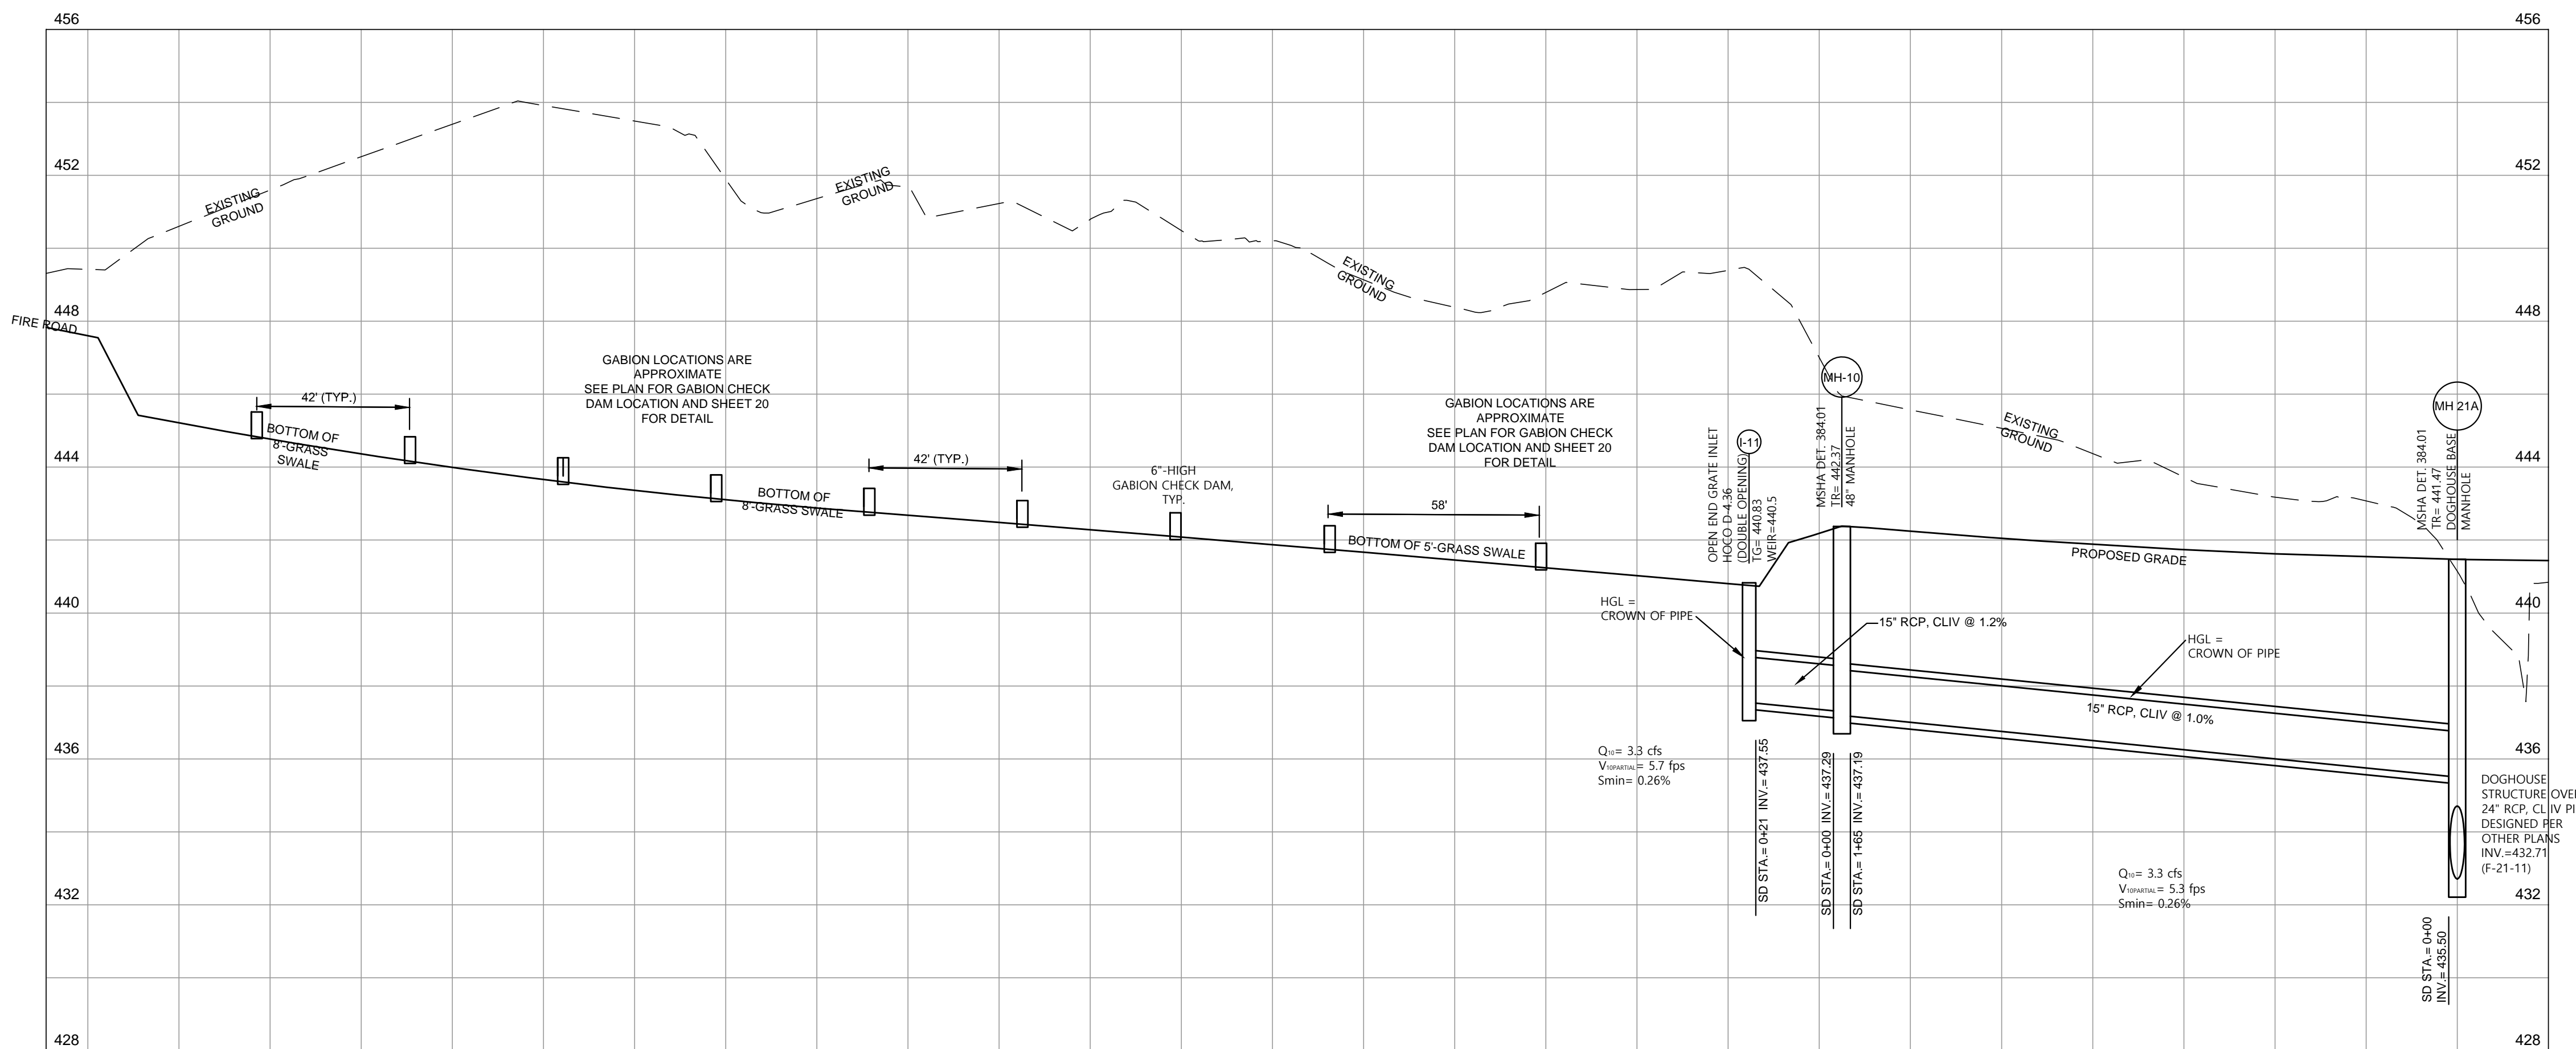 456
456
452
452
448
448
444
444
440
440
436
436
432
432
428
428
EXISTING
GROUND
EXISTING
GROUND
EXISTING
GROUND
EXISTING
GROUND
FIRE ROAD
42' (TYP.)
BOTTOM OF
8'-GRASS
SWALE
GABION LOCATIONS ARE
APPROXIMATE
SEE PLAN FOR GABION CHECK
DAM LOCATION AND SHEET 20
FOR DETAIL
BOTTOM OF
8'-GRASS SWALE
42' (TYP.)
6"-HIGH
GABION CHECK DAM,
TYP.
58'
BOTTOM OF 5'-GRASS SWALE
GABION LOCATIONS ARE
APPROXIMATE
SEE PLAN FOR GABION CHECK
DAM LOCATION AND SHEET 20
FOR DETAIL
OPEN END GRATE INLET
HOCO D-4.36
(DOUBLE OPENING)
TG= 440.83
WEIR=440.5
I-11
MSHA DET. 384.01
TR= 442.37
48" MANHOLE
MH-10
MSHA DET. 384.01
TR= 441.47
DOGHOUSE BASE
MANHOLE
MH 21A
PROPOSED GRADE
HGL =
CROWN OF PIPE
15" RCP, CLIV @ 1.2%
HGL =
CROWN OF PIPE
15" RCP, CLIV @ 1.0%
Q10= 3.3 cfs
V10PARTIAL= 5.7 fps
Smin= 0.26%
SD STA.= 0+21 INV.= 437.55
SD STA.= 0+00 INV.= 437.29
SD STA.= 1+65 INV.= 437.19
Q10= 3.3 cfs
V10PARTIAL= 5.3 fps
Smin= 0.26%
DOGHOUSE
STRUCTURE OVE
24" RCP, CL IV PI
DESIGNED PER
OTHER PLANS
INV.=432.71
(F-21-11)
SD STA.= 0+00
INV.= 435.50